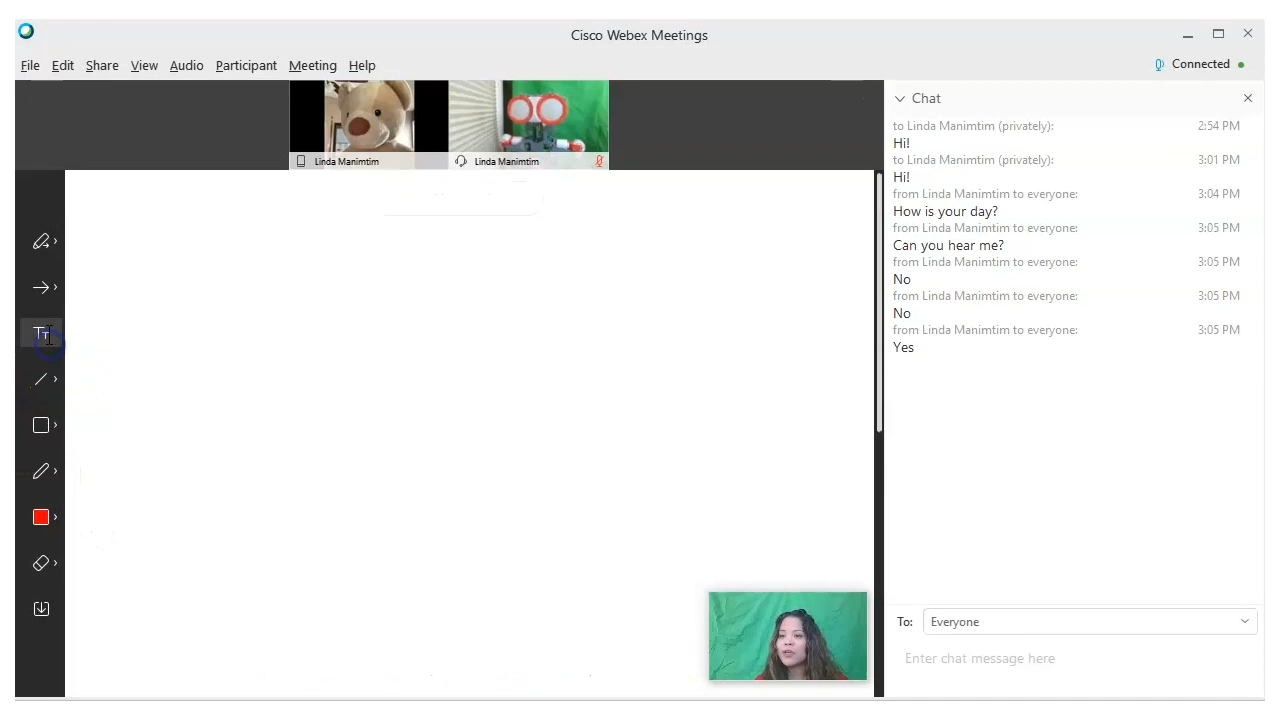 Cisco Webex Meetings
File Edit Share View Audio Participant Meeting Help
Connected
Linda Manimtim
Linda Manimtim
Chat
to Linda Manimtim (privately): 2:54 PM
Hi!
to Linda Manimtim (privately): 3:01 PM
Hi!
from Linda Manimtim to everyone: 3:04 PM
How is your day?
from Linda Manimtim to everyone: 3:05 PM
Can you hear me?
from Linda Manimtim to everyone: 3:05 PM
No
from Linda Manimtim to everyone: 3:05 PM
No
from Linda Manimtim to everyone: 3:05 PM
Yes
To: Everyone
Enter chat message here